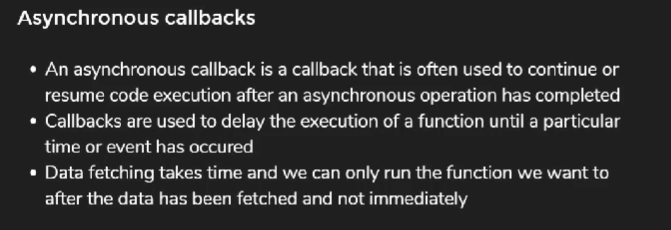 Asynchronous callbacks
• An asynchronous callback is a callback that is often used to continue or
resume code execution after an asynchronous operation has completed
• Callbacks are used to delay the execution of a function until a particular
time or event has occured
• Data fetching takes time and we can only run the function we want to
after the data has been fetched and not immediately